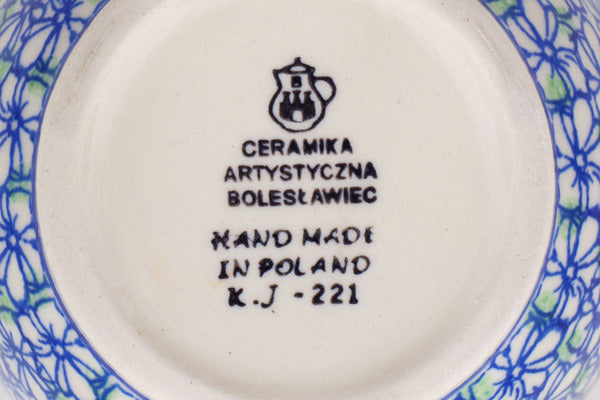 CERAMIKA
ARTYSTYCZNA
BOLESŁAWIEC
HAND MADE
IN POLAND
K.J - 221